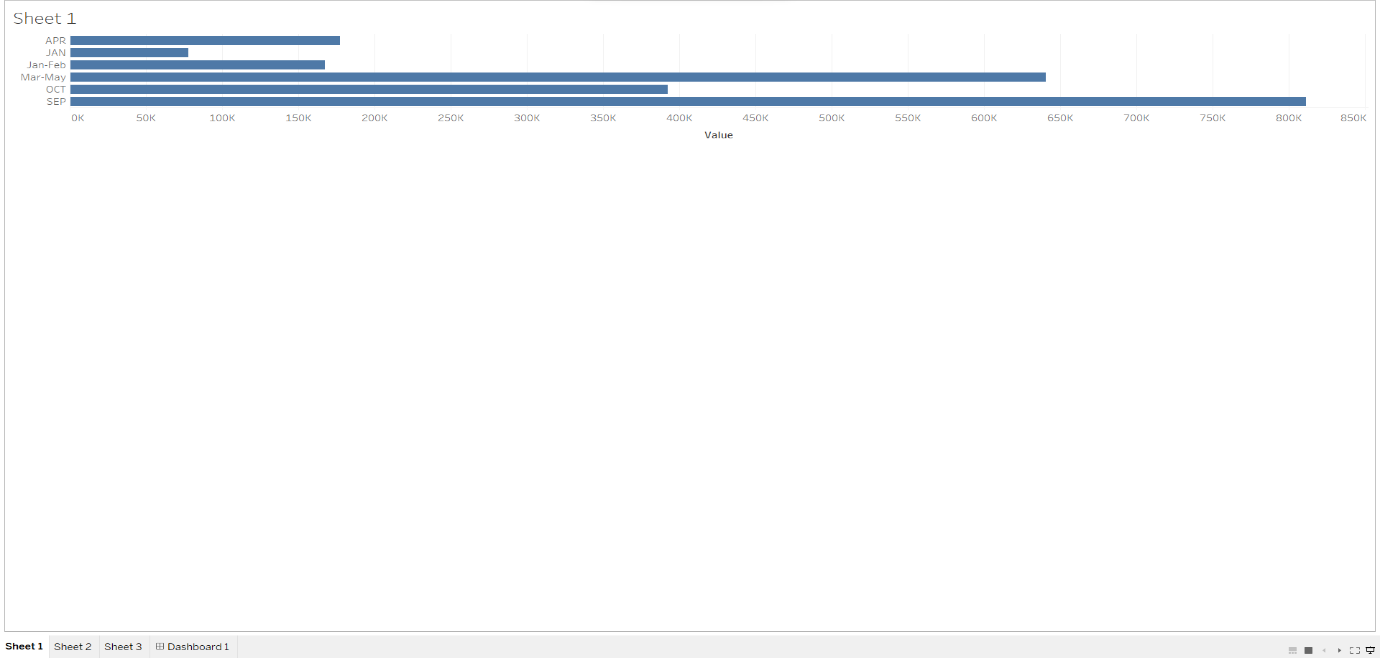 Sheet 1
APR
JAN
Jan-Feb
Mar-May
OCT
SEP
0K 50K 100K 150K 200K 250K 300K 350K 400K 450K 500K 550K 600K 650K 700K 750K 800K 850K
Value
Sheet 1 Sheet 2 Sheet 3 Dashboard 1